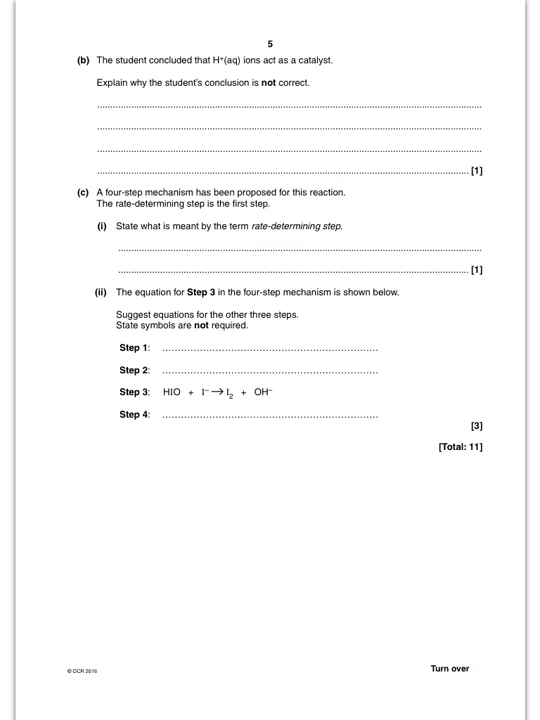 5
(b) The student concluded that H⁺(aq) ions act as a catalyst.
Explain why the student's conclusion is not correct.
..........................................................................................................................................
..........................................................................................................................................
..........................................................................................................................................
.................................................................................................................................. [1]
(c) A four-step mechanism has been proposed for this reaction.
The rate-determining step is the first step.
(i) State what is meant by the term rate-determining step.
..........................................................................................................................................
.................................................................................................................................. [1]
(ii) The equation for Step 3 in the four-step mechanism is shown below.
Suggest equations for the other three steps.
State symbols are not required.
Step 1: ......................................................................
Step 2: ......................................................................
Step 3: HIO + I⁻ → I₂ + OH⁻
Step 4: ......................................................................
[3]
[Total: 11]
© OCR 2016
Turn over